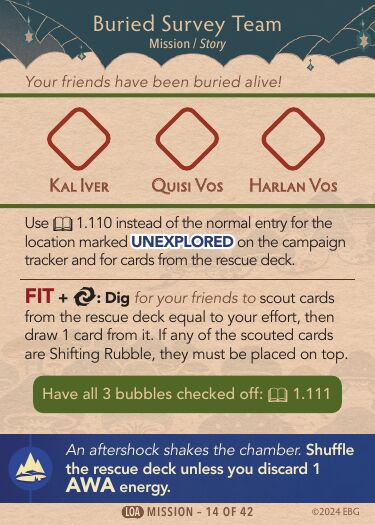 Buried Survey Team
Mission / Story
Your friends have been buried alive!
KAL IVER
QUISI VOS
HARLAN VOS
Use 1.110 instead of the normal entry for the
location marked UNEXPLORED on the campaign
tracker and for cards from the rescue deck.
FIT + : Dig for your friends to scout cards
from the rescue deck equal to your effort, then
draw 1 card from it. If any of the scouted cards
are Shifting Rubble, they must be placed on top.
Have all 3 bubbles checked off: 1.111
An aftershock shakes the chamber. Shuffle
the rescue deck unless you discard 1
AWA energy.
LOA MISSION - 14 OF 42
©2024 EBG